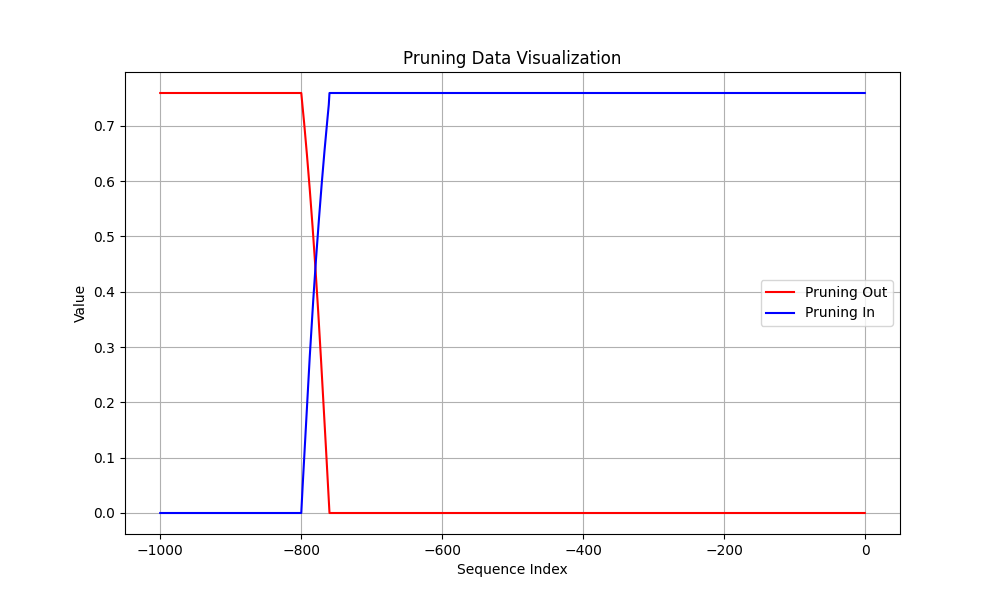 Pruning Data Visualization
Value
0.7
0.6
0.5
0.4
0.3
0.2
0.1
0.0
Pruning Out
Pruning In
−1000 −800 −600 −400 −200 0
Sequence Index